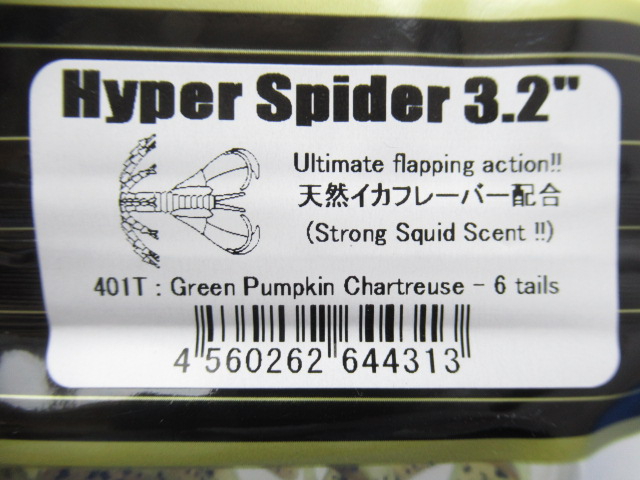 Hyper Spider 3.2"
Ultimate flapping action!!
天然イカフレーバー配合
(Strong Squid Scent !!)
401T : Green Pumpkin Chartreuse - 6 tails
4 560262 644313